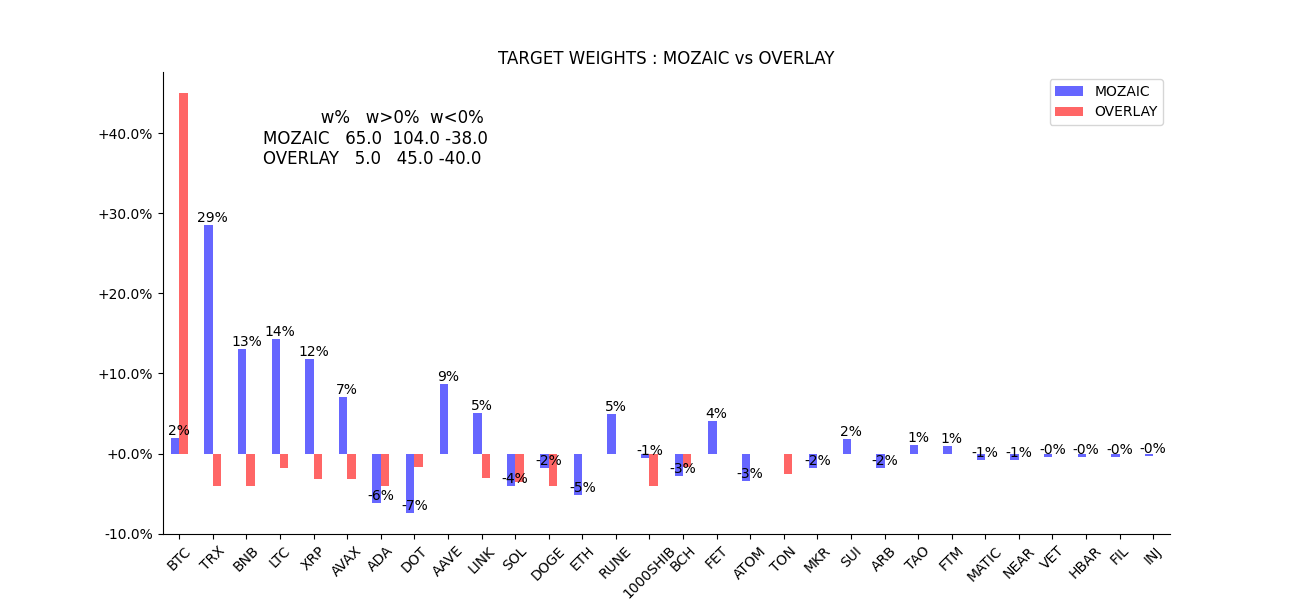 TARGET WEIGHTS : MOZAIC vs OVERLAY
MOZAIC
OVERLAY
w% w>0% w<0%
MOZAIC 65.0 104.0 -38.0
OVERLAY 5.0 45.0 -40.0
+40.0%
+30.0%
+20.0%
+10.0%
+0.0%
-10.0%
2%
29%
13%
14%
12%
7%
-6%
-7%
9%
5%
-4%
-2%
-5%
5%
-1%
-3%
4%
-3%
-2%
2%
-2%
1%
1%
-1%
-1%
-0%
-0%
-0%
-0%
BTC
TRX
BNB
LTC
XRP
AVAX
ADA
DOT
AAVE
LINK
SOL
DOGE
ETH
RUNE
1000SHIB
BCH
FET
ATOM
TON
MKR
SUI
ARB
TAO
FTM
MATIC
NEAR
VET
HBAR
FIL
INJ